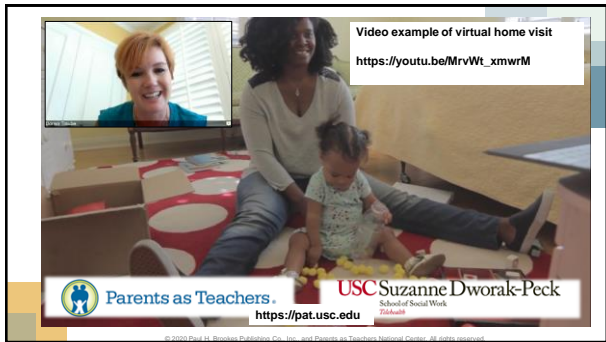 Video example of virtual home visit
https://youtu.be/MrvWt_xmwrM
Parents as Teachers®
USC Suzanne Dworak-Peck
School of Social Work
Telehealth
https://pat.usc.edu
© 2020 Paul H. Brookes Publishing Co., Inc. and Parents as Teachers National Center. All rights reserved.